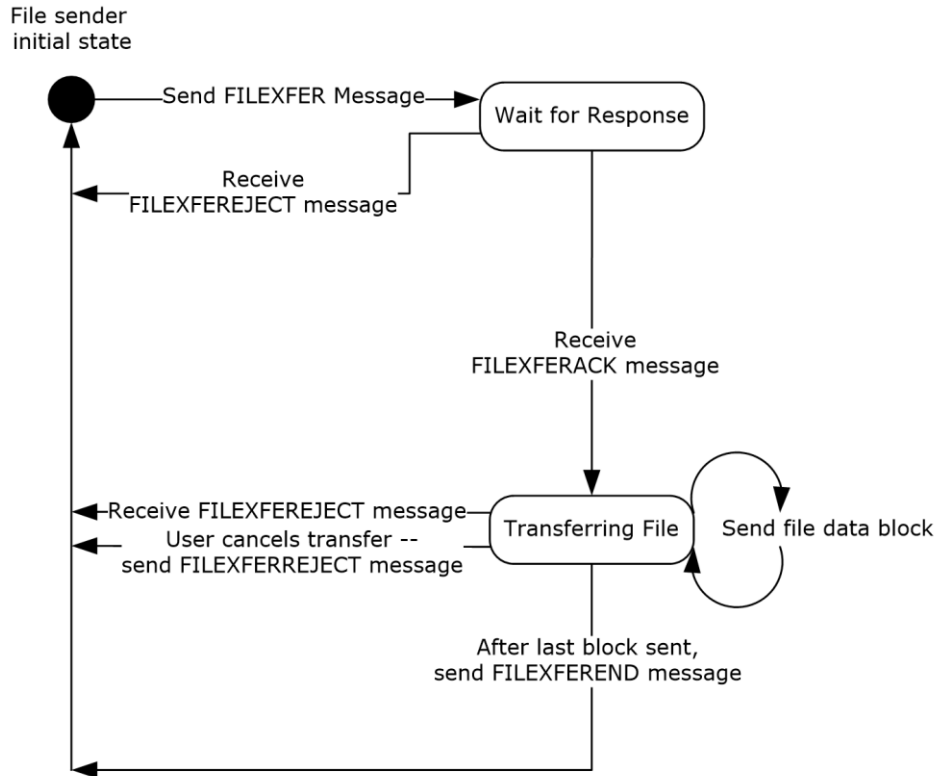 File sender
initial state
Send FILEXFER Message
Wait for Response
Receive
FILEXFEREJECT message
Receive
FILEXFERACK message
Receive FILEXFEREJECT message
Transferring File
Send file data block
User cancels transfer --
send FILEXFERREJECT message
After last block sent,
send FILEXFEREND message